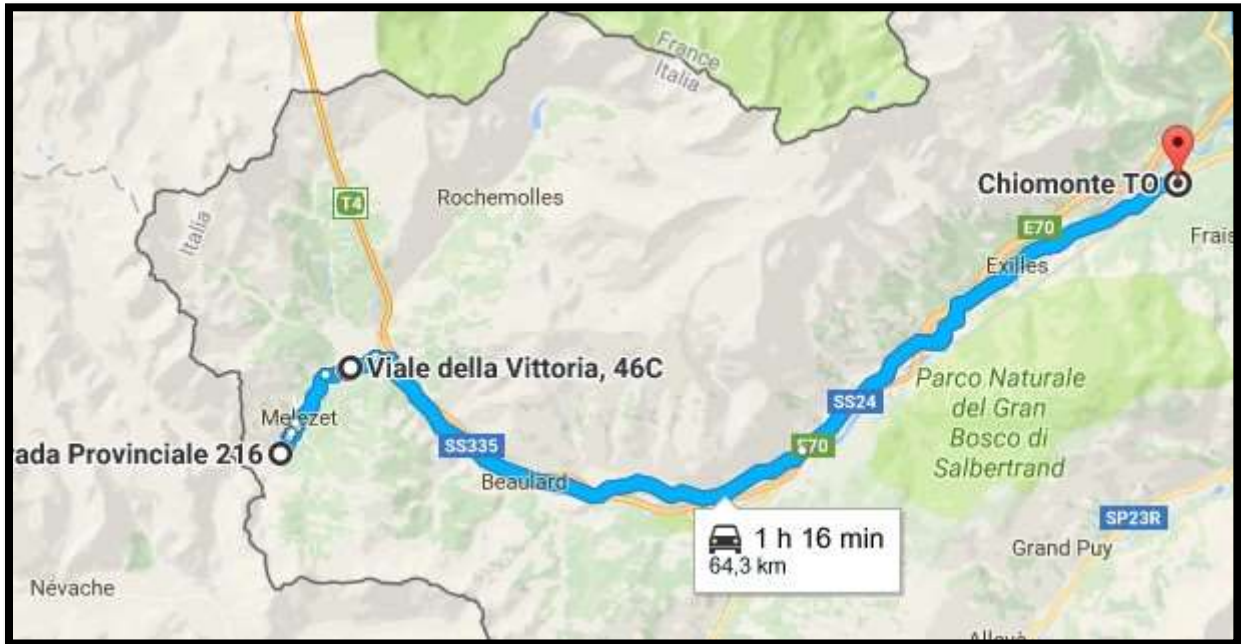 France
Italia
Italia
T4
Rochemolles
Chiomonte TO
E70
Frais
Exilles
Viale della Vittoria, 46C
Melezet
ada Provinciale 216
SS335
Beaulard
SS24
E70
Parco Naturale
del Gran
Bosco di
Salbertrand
SP23R
1 h 16 min
64,3 km
Grand Puy
Névache